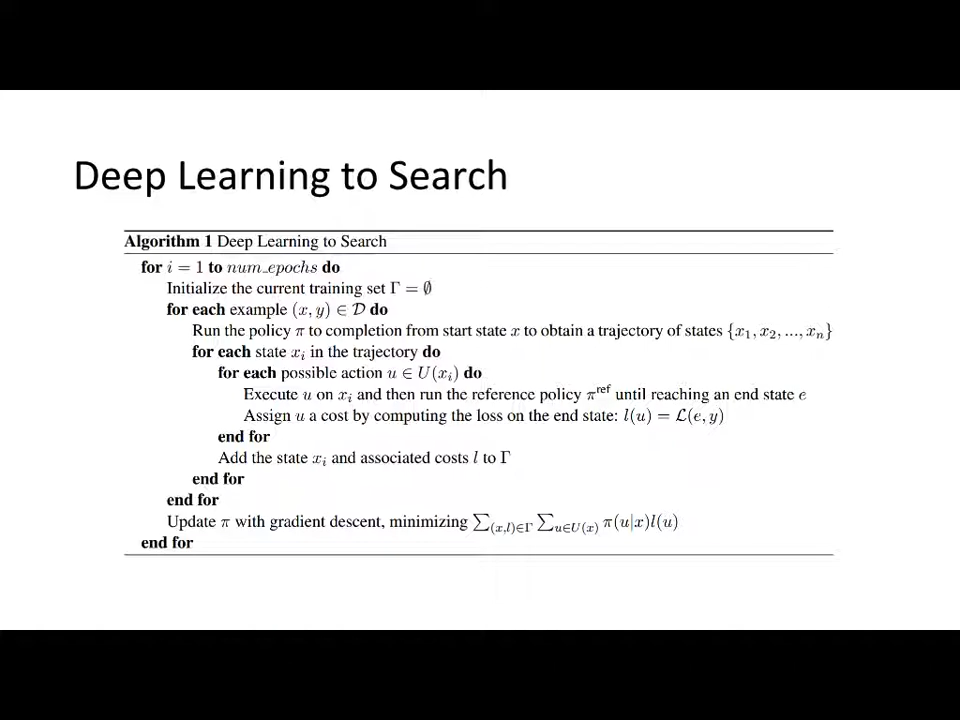 Deep Learning to Search
Algorithm 1 Deep Learning to Search
for i = 1 to num_epochs do
Initialize the current training set Γ = ∅
for each example (x, y) ∈ 𝒟 do
Run the policy π to completion from start state x to obtain a trajectory of states {x₁, x₂, ..., xₙ}
for each state xᵢ in the trajectory do
for each possible action u ∈ U(xᵢ) do
Execute u on xᵢ and then run the reference policy π^ref until reaching an end state e
Assign u a cost by computing the loss on the end state: l(u) = ℒ(e, y)
end for
Add the state xᵢ and associated costs l to Γ
end for
end for
Update π with gradient descent, minimizing ∑_(x,l)∈Γ ∑_u∈U(x) π(u|x)l(u)
end for